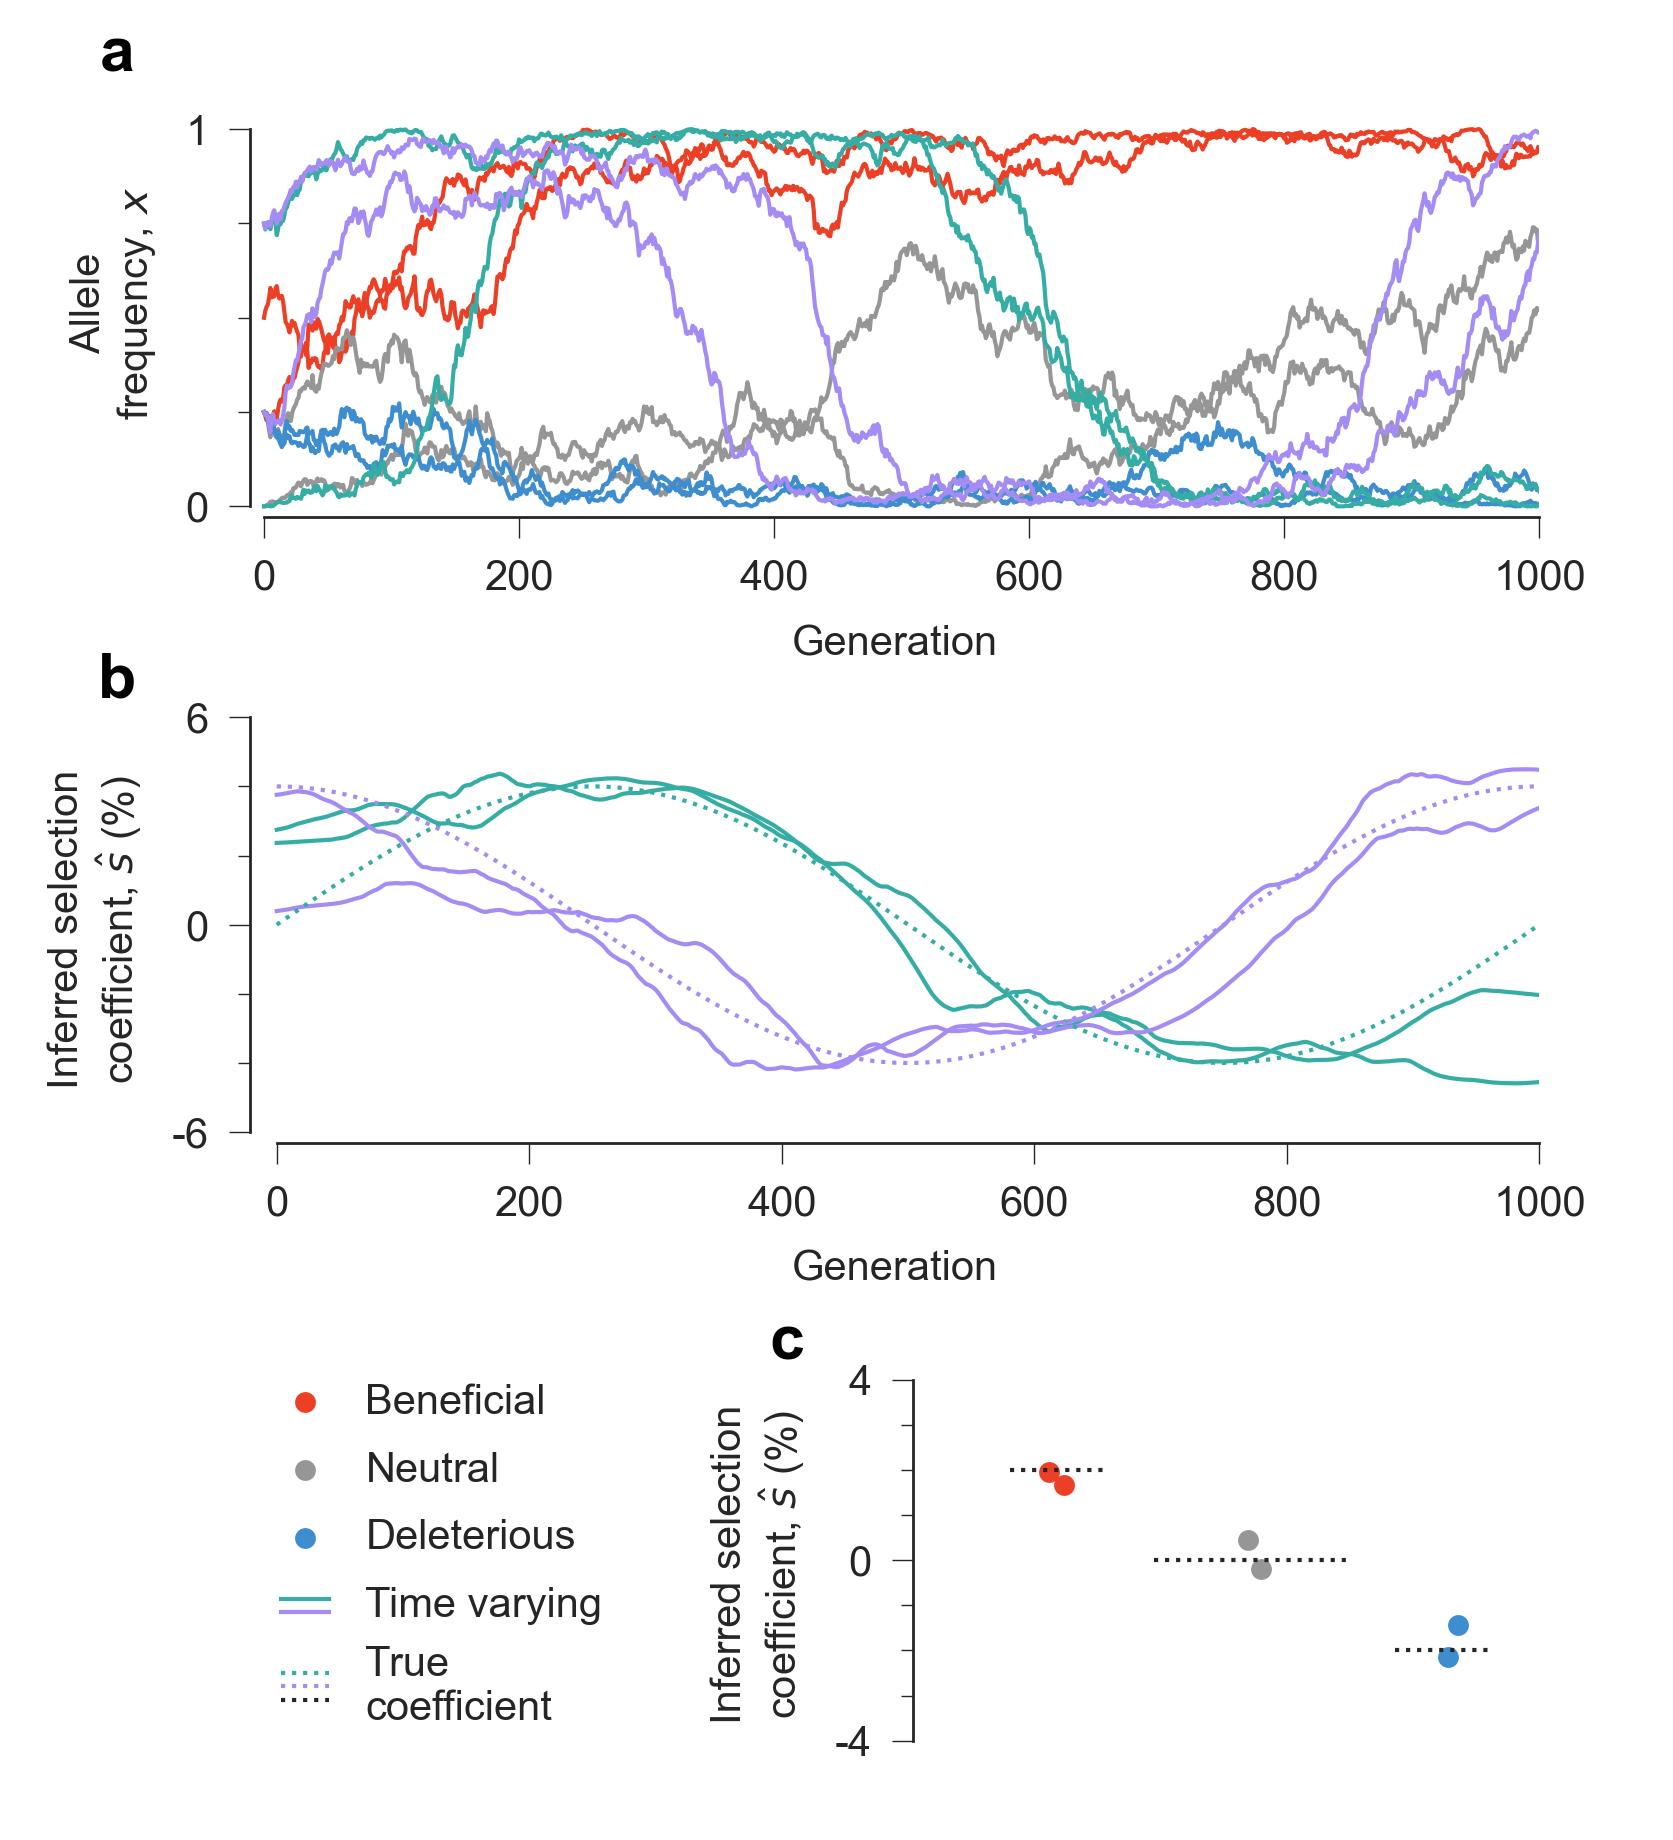 a
Allele
frequency, x
1
0
0 200 400 600 800 1000
Generation
b
Inferred selection
coefficient, ŝ (%)
6
0
-6
0 200 400 600 800 1000
Generation
Beneficial
Neutral
Deleterious
Time varying
True
coefficient
c
Inferred selection
coefficient, ŝ (%)
4
0
-4